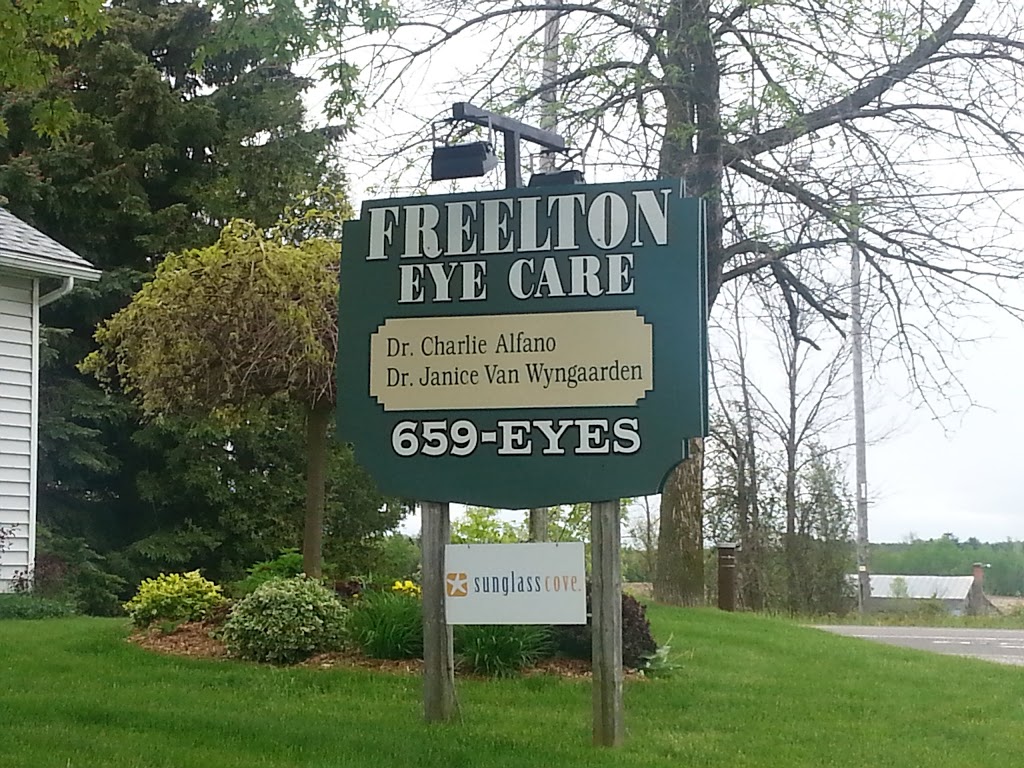 FREELTON
EYE CARE
Dr. Charlie Alfano
Dr. Janice Van Wyngaarden
659-EYES
sunglass cove.